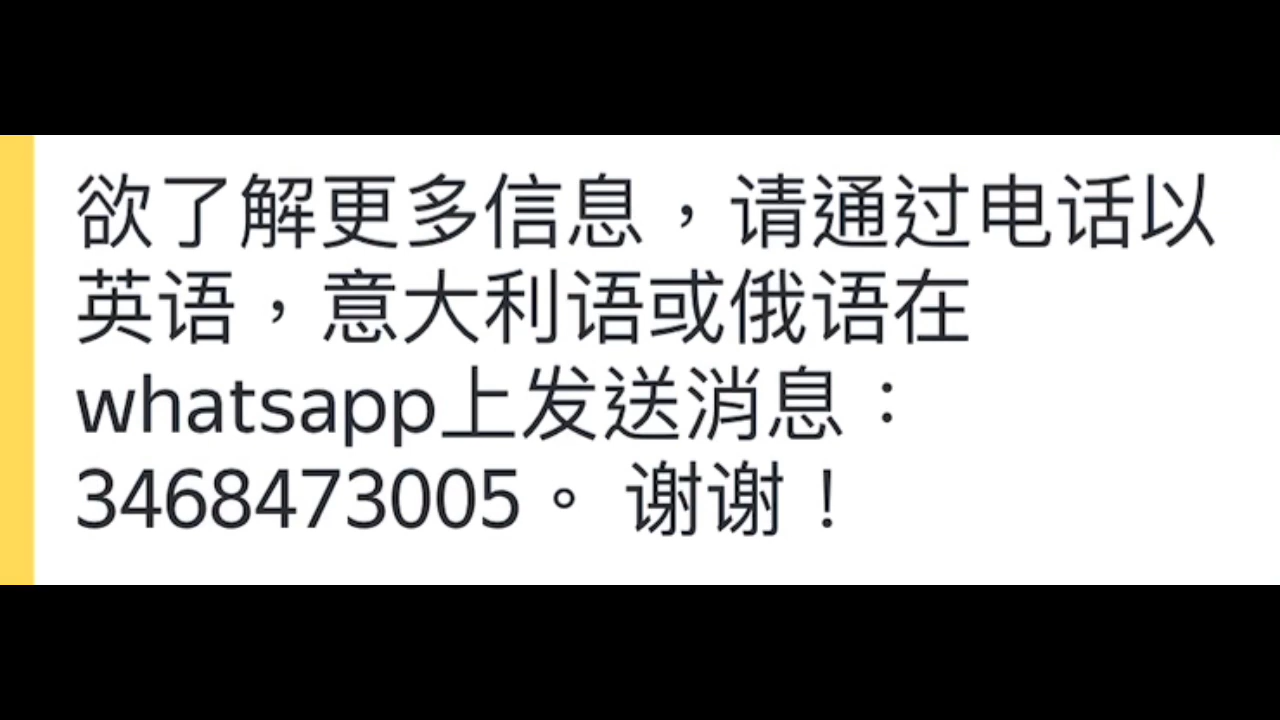 欲了解更多信息，请通过电话以
英语，意大利语或俄语在
whatsapp上发送消息：
3468473005。 谢谢！